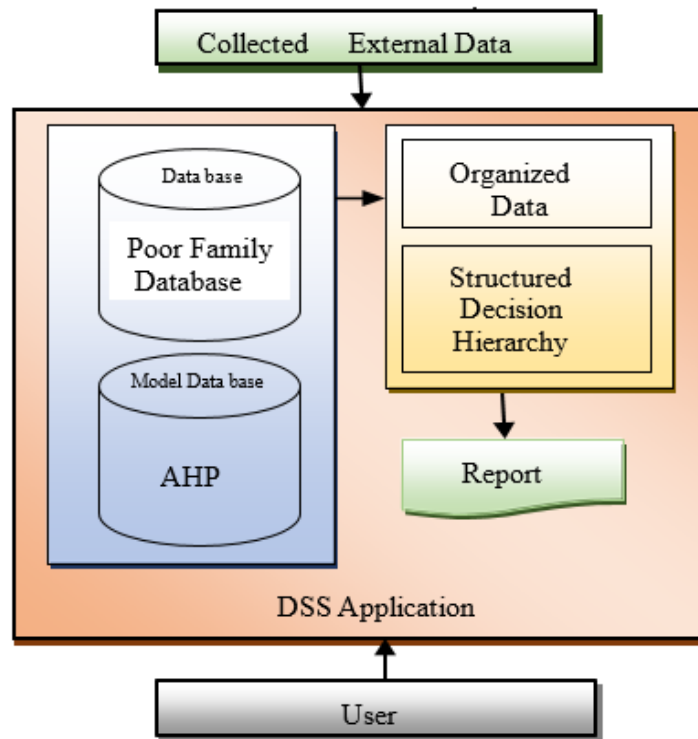 Collected External Data
Data base
Poor Family
Database
Model Data base
AHP
Organized
Data
Structured
Decision
Hierarchy
Report
DSS Application
User